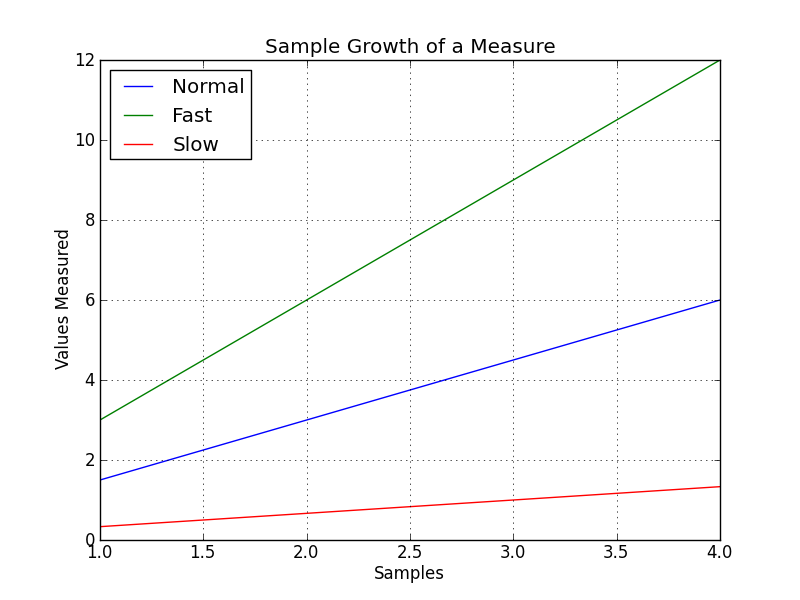 Sample Growth of a Measure
12
10
8
6
4
2
0
Normal
Fast
Slow
Values Measured
1.0 1.5 2.0 2.5 3.0 3.5 4.0
Samples